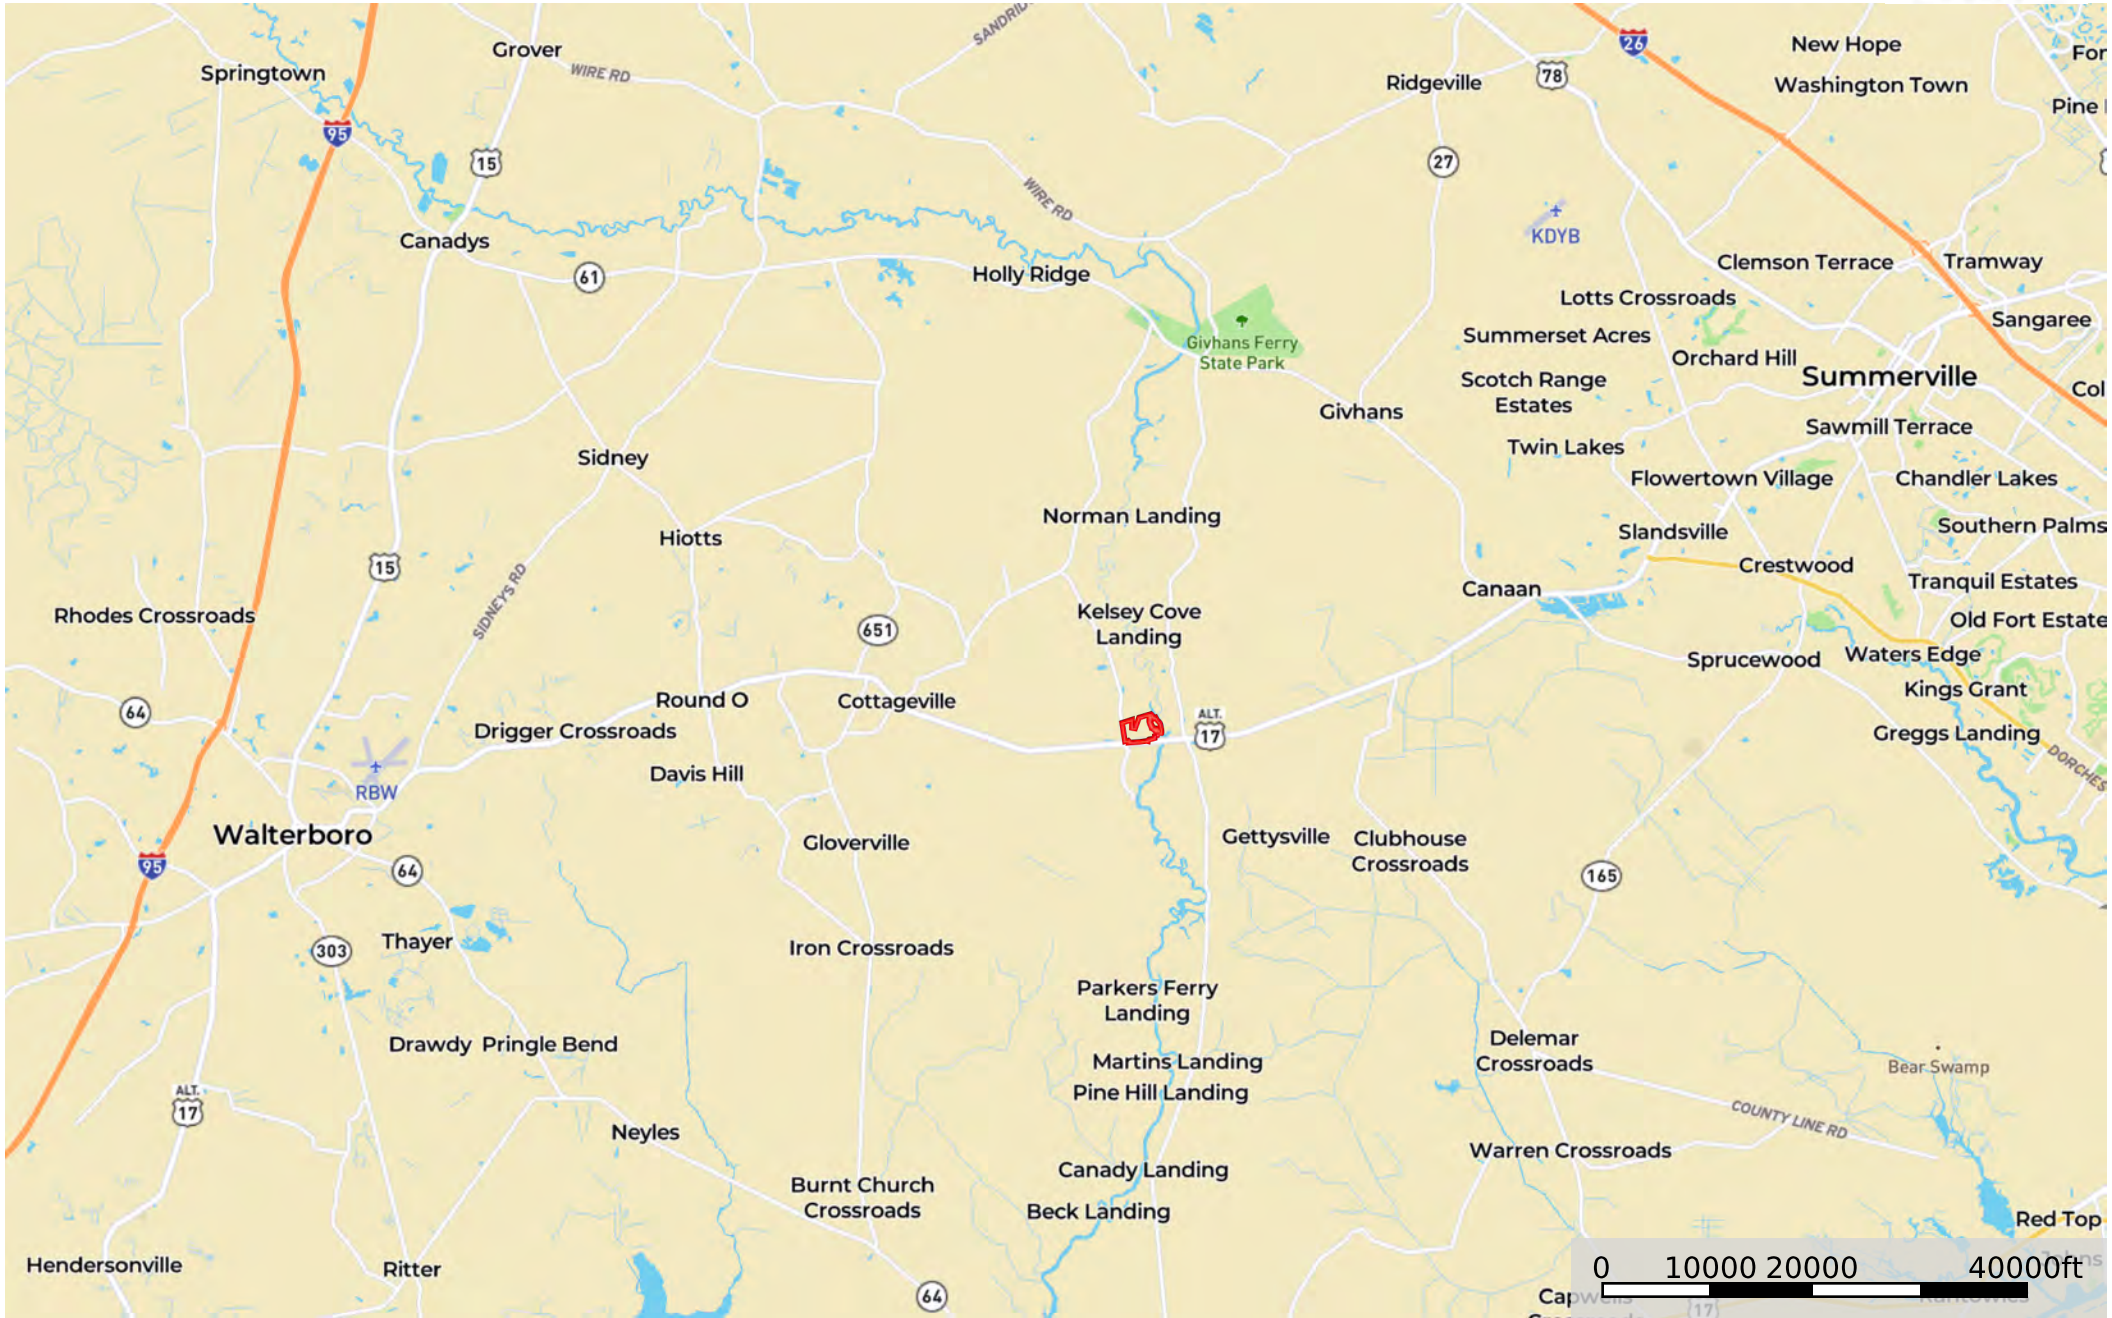 SANDRID
Grover
New Hope
For
Springtown
WIRE RD
Ridgeville
78
26
Washington Town
Pine
95
15
27
WIRE RD
KDYB
Canadys
61
Holly Ridge
Clemson Terrace
Tramway
Lotts Crossroads
Sangaree
Givhans Ferry
State Park
Summerset Acres
Orchard Hill
Summerville
Scotch Range
Estates
Col
Givhans
Sawmill Terrace
Sidney
Twin Lakes
Flowertown Village
Chandler Lakes
Norman Landing
Hiotts
Slandsville
Southern Palms
15
SIDNEYS RD
Crestwood
Canaan
Tranquil Estates
Rhodes Crossroads
651
Kelsey Cove
Landing
Old Fort Estate
Sprucewood
Waters Edge
64
Round O
Cottageville
Kings Grant
Drigger Crossroads
ALT.
17
Greggs Landing
Davis Hill
DORCHES
RBW
Walterboro
95
64
Gloverville
Gettysville
Clubhouse
Crossroads
165
303
Thayer
Iron Crossroads
Parkers Ferry
Landing
Drawdy
Pringle Bend
Delemar
Crossroads
Martins Landing
Pine Hill Landing
Bear Swamp
ALT.
17
COUNTY LINE RD
Neyles
Warren Crossroads
Canady Landing
Burnt Church
Crossroads
Beck Landing
Red Top
Hendersonville
Ritter
64
0 10000 20000 40000ft
Johns
Capwells
Rantowles
17